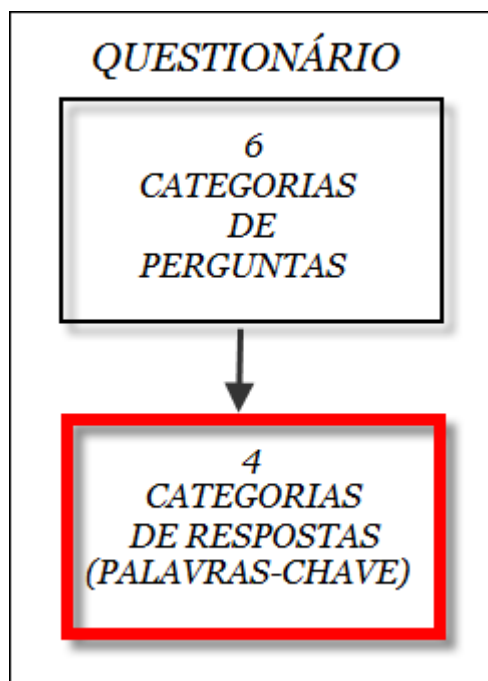 QUESTIONÁRIO
6
CATEGORIAS
DE
PERGUNTAS
4
CATEGORIAS
DE RESPOSTAS
(PALAVRAS-CHAVE)